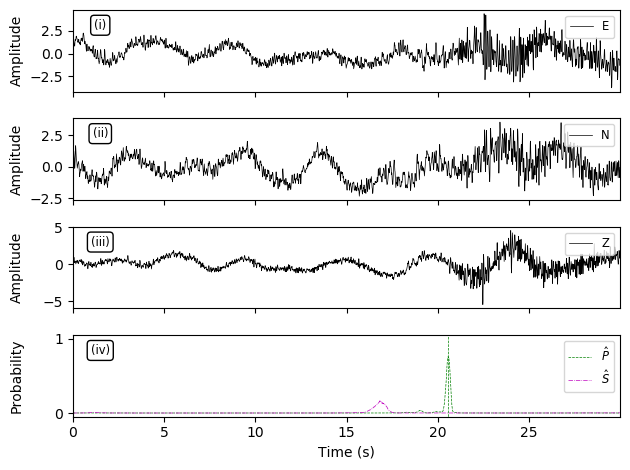 (i)
E
Amplitude
2.5
0.0
−2.5
(ii)
N
Amplitude
2.5
0.0
−2.5
(iii)
Z
Amplitude
5
0
−5
(iv)
P̂
Ŝ
Probability
1
0
0 5 10 15 20 25
Time (s)